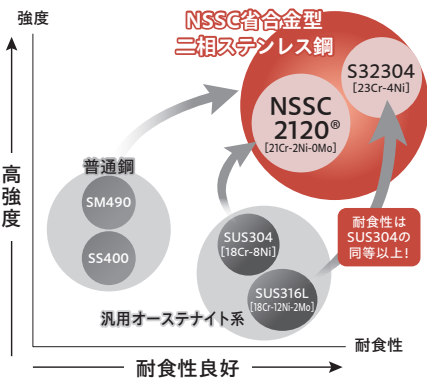 強度
NSSC省合金型
二相ステンレス鋼
S32304
[23Cr-4Ni]
NSSC
2120®
[21Cr-2Ni-0Mo]
普通鋼
SM490
SS400
高強度
耐食性は
SUS304の
同等以上!
SUS304
[18Cr-8Ni]
SUS316L
[18Cr-12Ni-2Mo]
汎用オーステナイト系
耐食性
耐食性良好